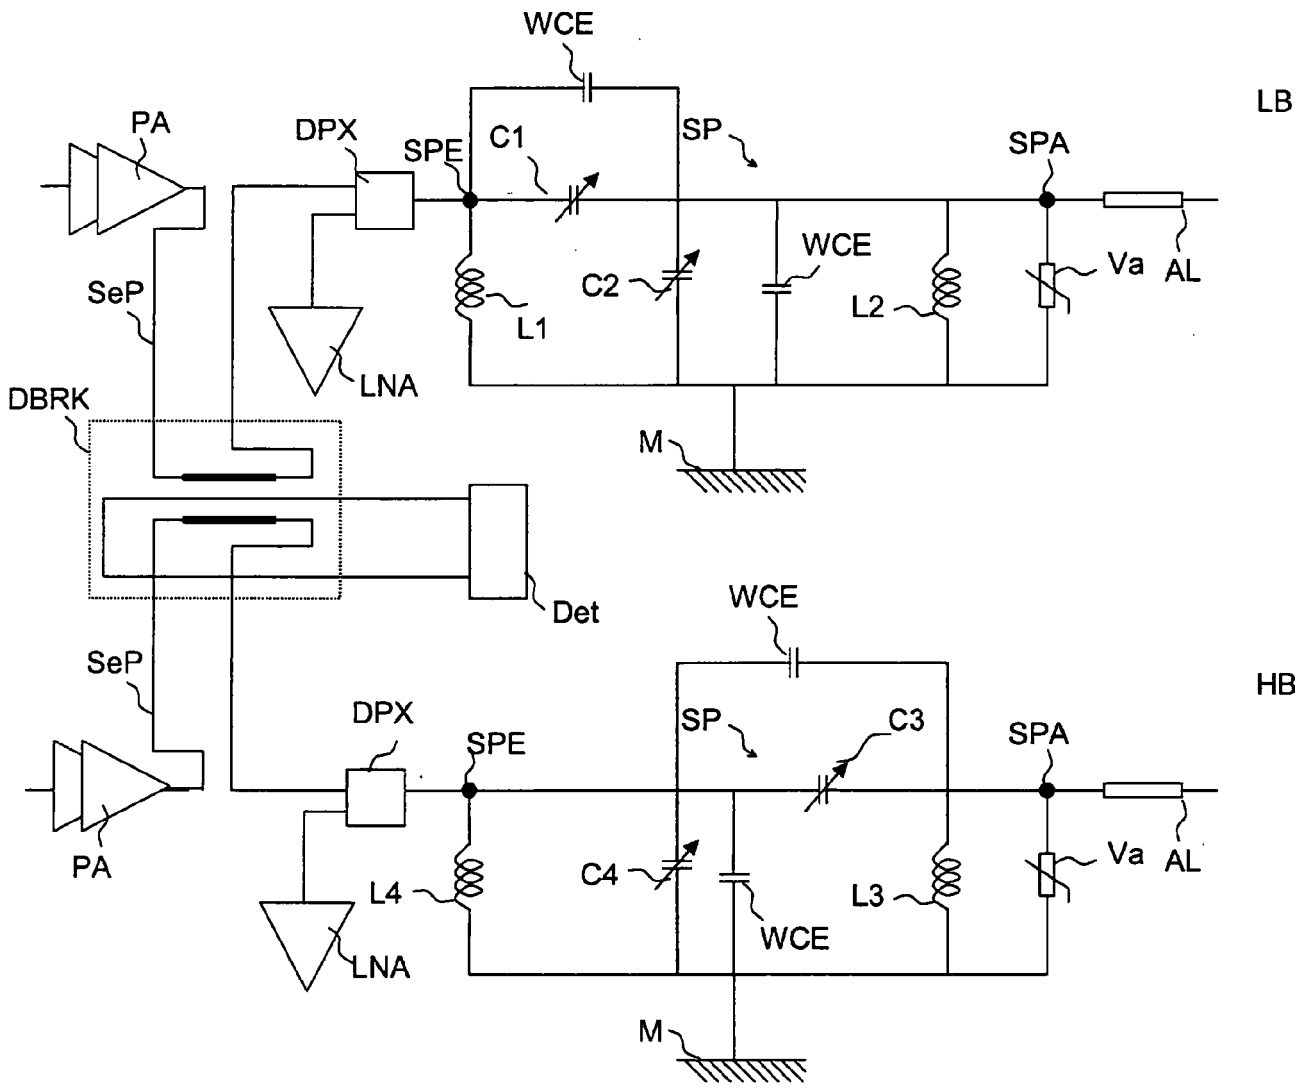 WCE
LB
PA
DPX
C1
SP
SPE
SPA
WCE
Va
AL
SeP
C2
L2
L1
LNA
DBRK
M
Det
WCE
SeP
HB
DPX
SP
C3
SPE
SPA
PA
C4
Va
AL
L4
L3
WCE
LNA
M